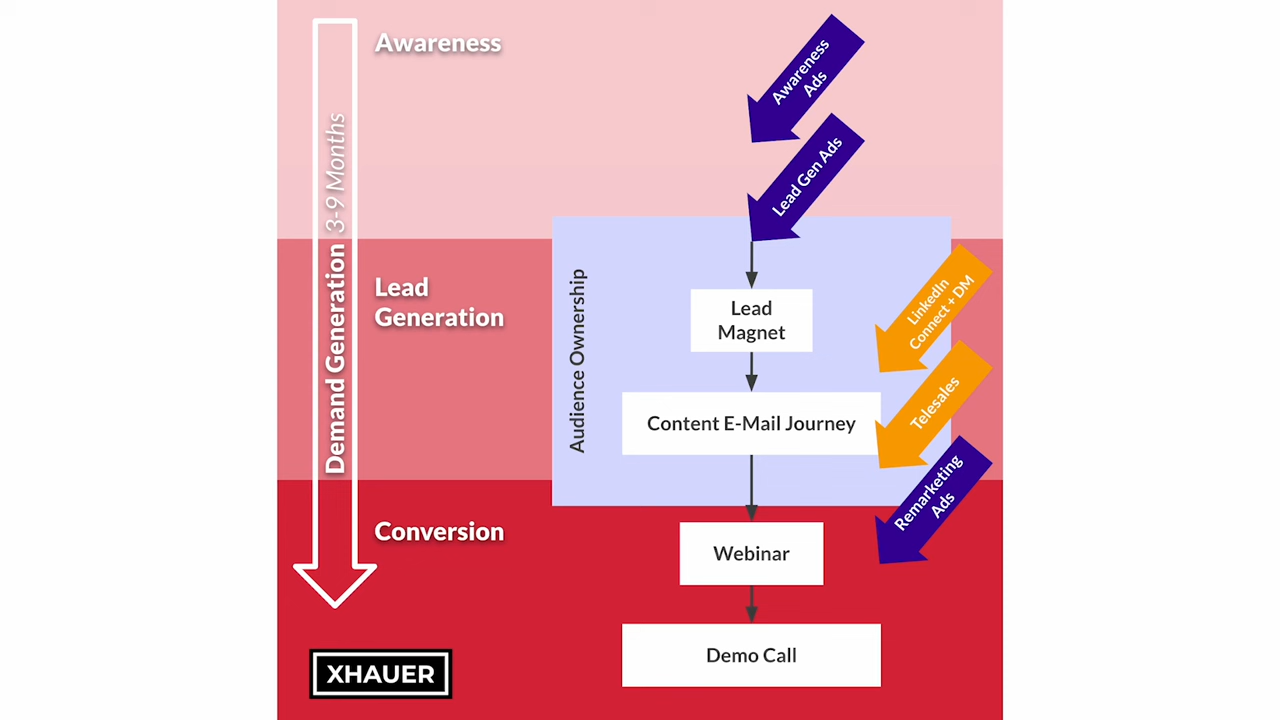 Awareness
Awareness
Ads
Lead Gen Ads
Demand Generation 3-9 Months
Lead
Generation
Audience Ownership
Lead
Magnet
LinkedIn
Connect + DM
Content E-Mail Journey
Telesales
Remarketing
Ads
Conversion
Webinar
Demo Call
XHAUER